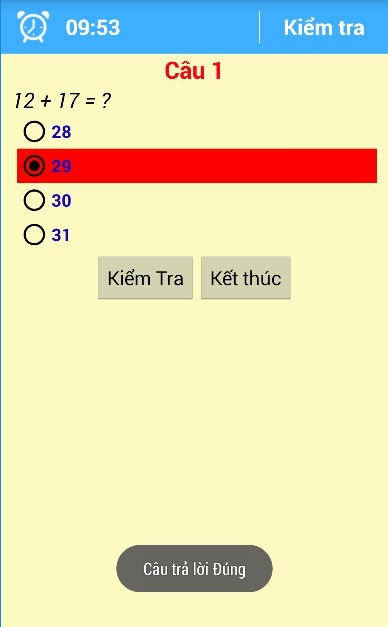 09:53 Kiểm tra
Câu 1
12 + 17 = ?
28
29
30
31
Kiểm Tra Kết thúc
Câu trả lời Đúng